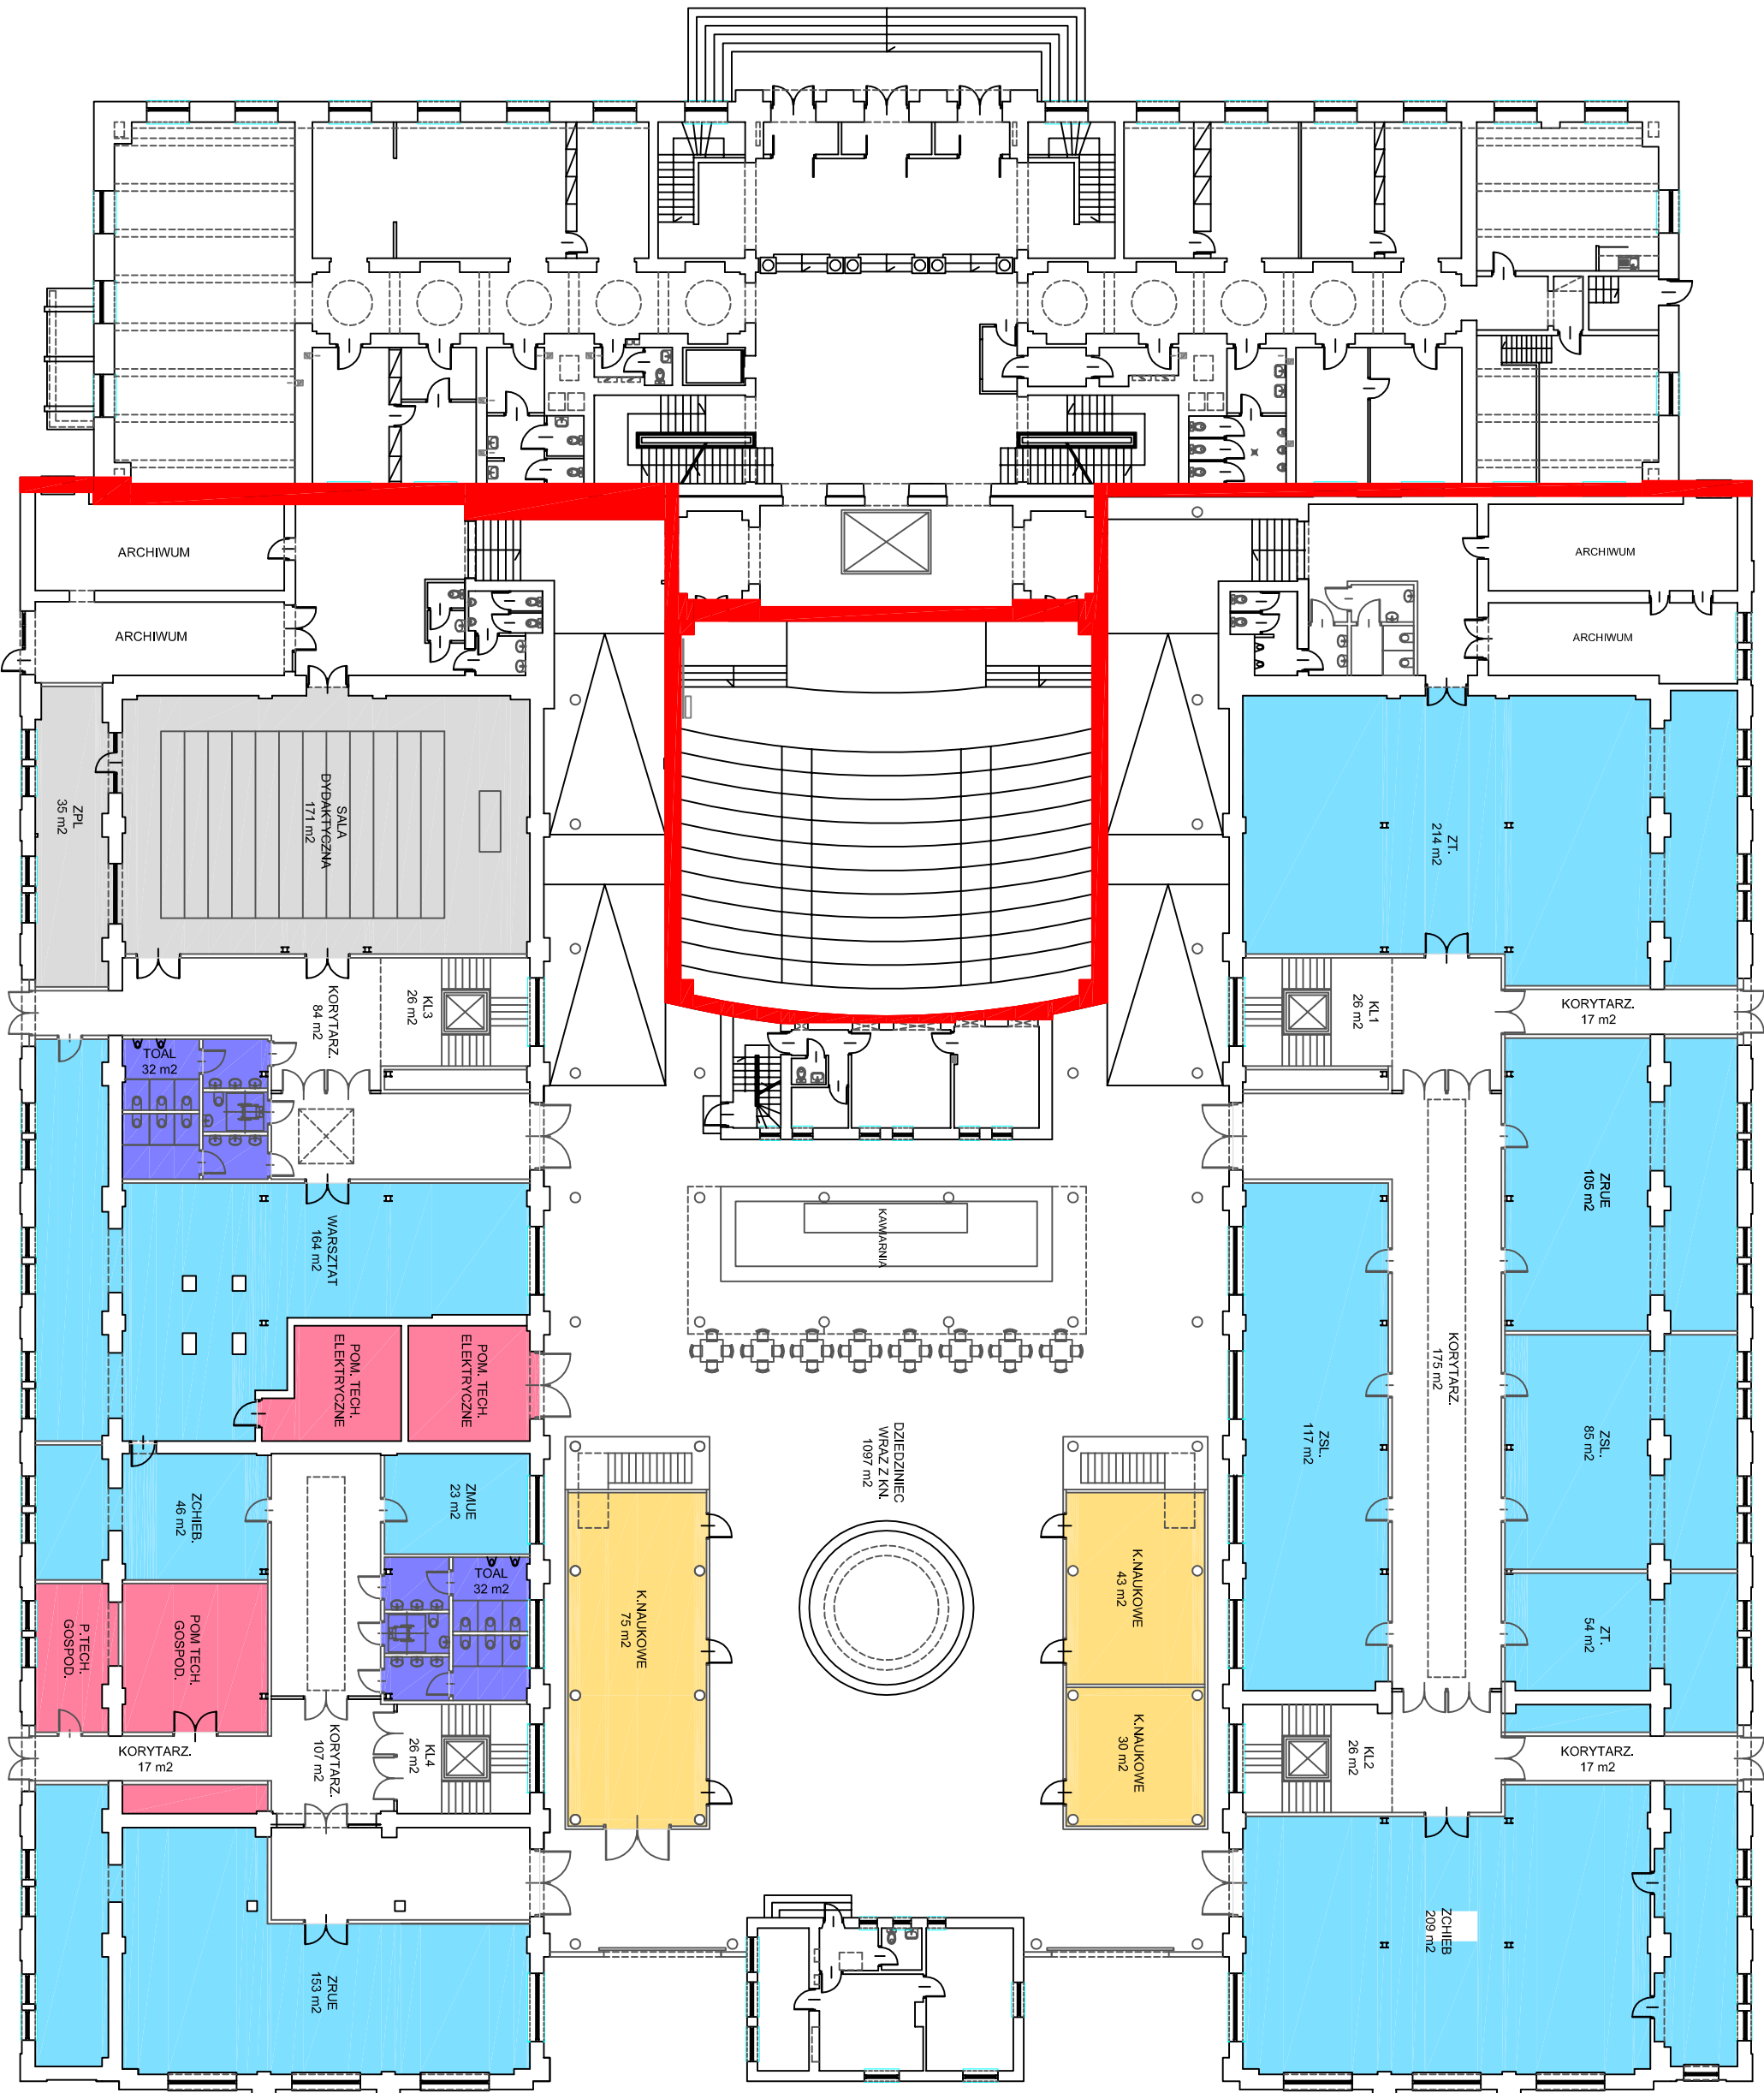 ARCHIWUM
ARCHIWUM
ARCHIWUM
ARCHIWUM
ZPL
35 m2
SALA
DYDAKTYCZNA
171 m2
ZT.
214 m2
KORYTARZ.
84 m2
KL3
26 m2
KL1
26 m2
KORYTARZ.
17 m2
TOAL
32 m2
ZRUE
105 m2
WARSZTAT
164 m2
KAWIARNIA
POM. TECH.
ELEKTRYCZNE
POM. TECH.
ELEKTRYCZNE
KORYTARZ.
175 m2
DZIEDZINIEC
WRAZ Z KN.
1097 m2
ZSL.
117 m2
ZSL.
85 m2
ZCHIEB.
46 m2
ZMUE
23 m2
TOAL
32 m2
K.NAUKOWE
75 m2
K.NAUKOWE
43 m2
ZT.
54 m2
P.TECH.
GOSPOD.
POM TECH.
GOSPOD.
K.NAUKOWE
30 m2
KORYTARZ.
17 m2
KORYTARZ.
107 m2
KL4
26 m2
KL2
26 m2
KORYTARZ.
17 m2
ZCHIEB
209 m2
ZRUE
153 m2